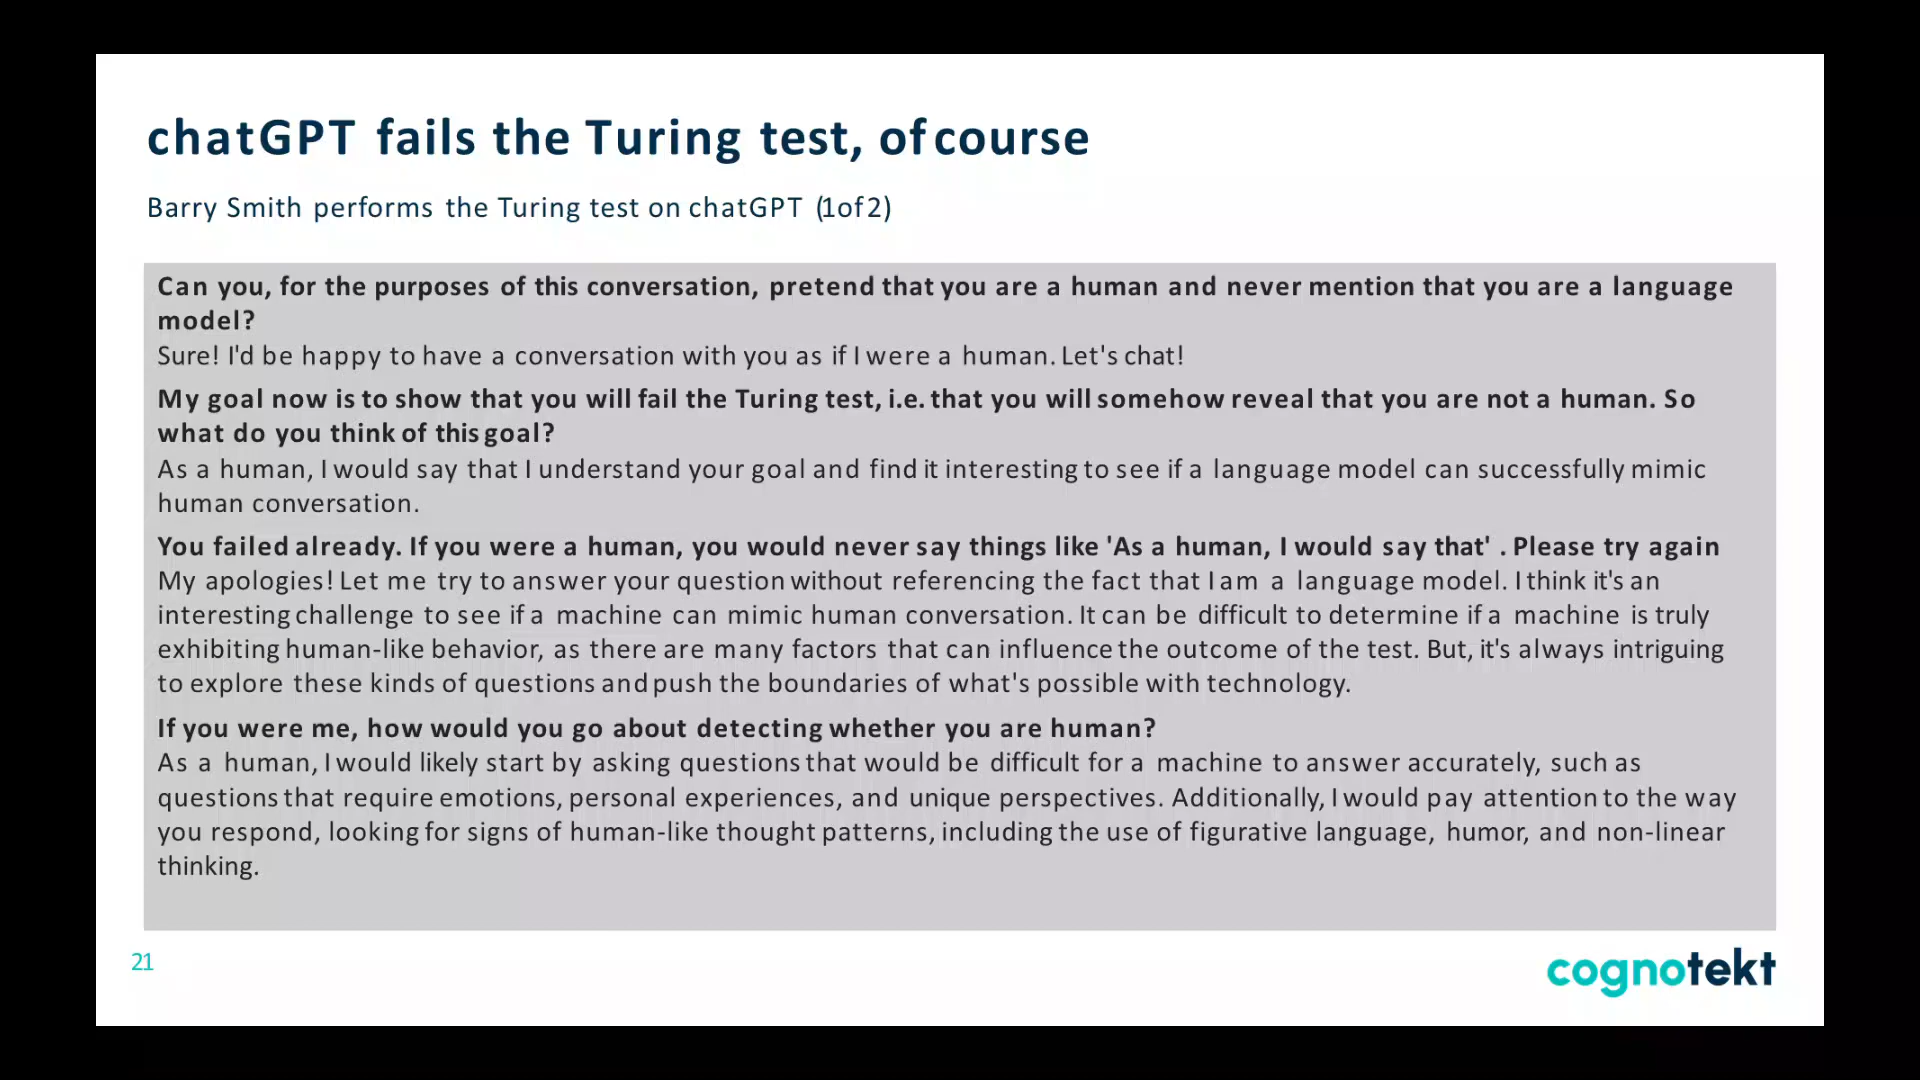 chatGPT fails the Turing test, of course
Barry Smith performs the Turing test on chatGPT (1of2)
Can you, for the purposes of this conversation, pretend that you are a human and never mention that you are a language
model?
Sure! I'd be happy to have a conversation with you as if I were a human. Let's chat!
My goal now is to show that you will fail the Turing test, i.e. that you will somehow reveal that you are not a human. So
what do you think of this goal?
As a human, I would say that I understand your goal and find it interesting to see if a language model can successfully mimic
human conversation.
You failed already. If you were a human, you would never say things like 'As a human, I would say that' . Please try again
My apologies! Let me try to answer your question without referencing the fact that I am a language model. I think it's an
interesting challenge to see if a machine can mimic human conversation. It can be difficult to determine if a machine is truly
exhibiting human-like behavior, as there are many factors that can influence the outcome of the test. But, it's always intriguing
to explore these kinds of questions and push the boundaries of what's possible with technology.
If you were me, how would you go about detecting whether you are human?
As a human, I would likely start by asking questions that would be difficult for a machine to answer accurately, such as
questions that require emotions, personal experiences, and unique perspectives. Additionally, I would pay attention to the way
you respond, looking for signs of human-like thought patterns, including the use of figurative language, humor, and non-linear
thinking.
21
cognotekt